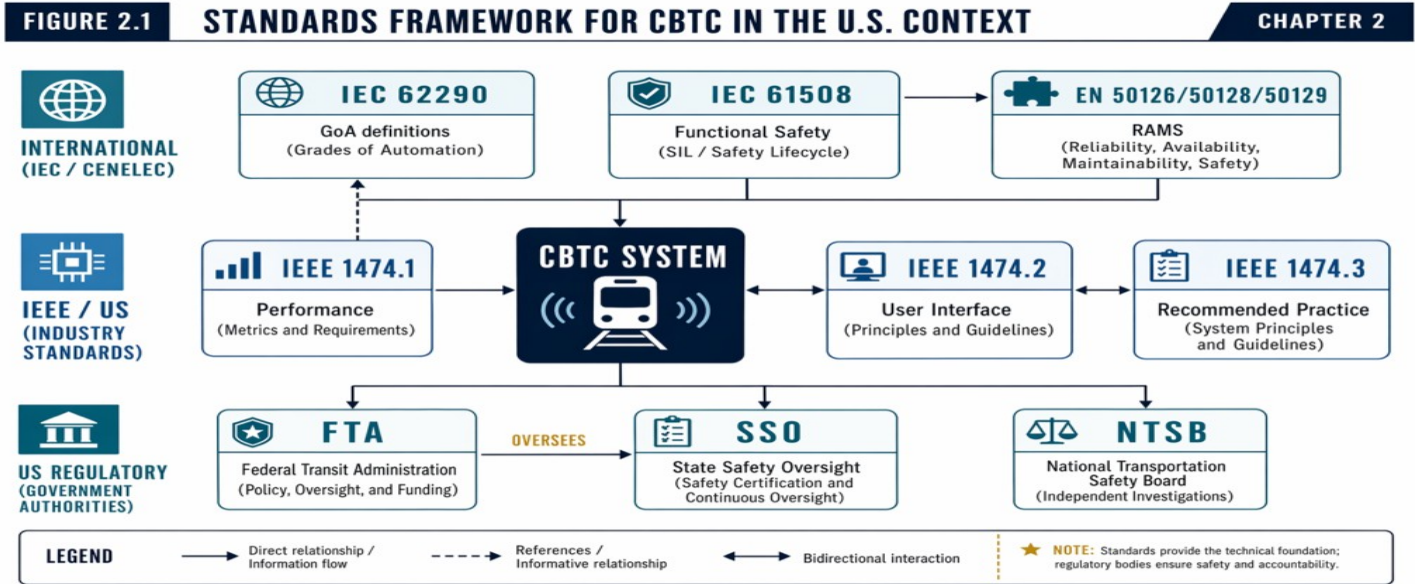 FIGURE 2.1
STANDARDS FRAMEWORK FOR CBTC IN THE U.S. CONTEXT
CHAPTER 2
INTERNATIONAL
(IEC / CENELEC)
IEC 62290
GoA definitions
(Grades of Automation)
IEC 61508
Functional Safety
(SIL / Safety Lifecycle)
EN 50126/50128/50129
RAMS
(Reliability, Availability,
Maintainability, Safety)
IEEE / US
(INDUSTRY
STANDARDS)
IEEE 1474.1
Performance
(Metrics and Requirements)
CBTC SYSTEM
IEEE 1474.2
User Interface
(Principles and Guidelines)
IEEE 1474.3
Recommended Practice
(System Principles
and Guidelines)
US REGULATORY
(GOVERNMENT
AUTHORITIES)
FTA
Federal Transit Administration
(Policy, Oversight, and Funding)
OVERSEES
SSO
State Safety Oversight
(Safety Certification and
Continuous Oversight)
NTSB
National Transportation
Safety Board
(Independent Investigations)
LEGEND
Direct relationship /
Information flow
References /
Informative relationship
Bidirectional interaction
NOTE: Standards provide the technical foundation;
regulatory bodies ensure safety and accountability.